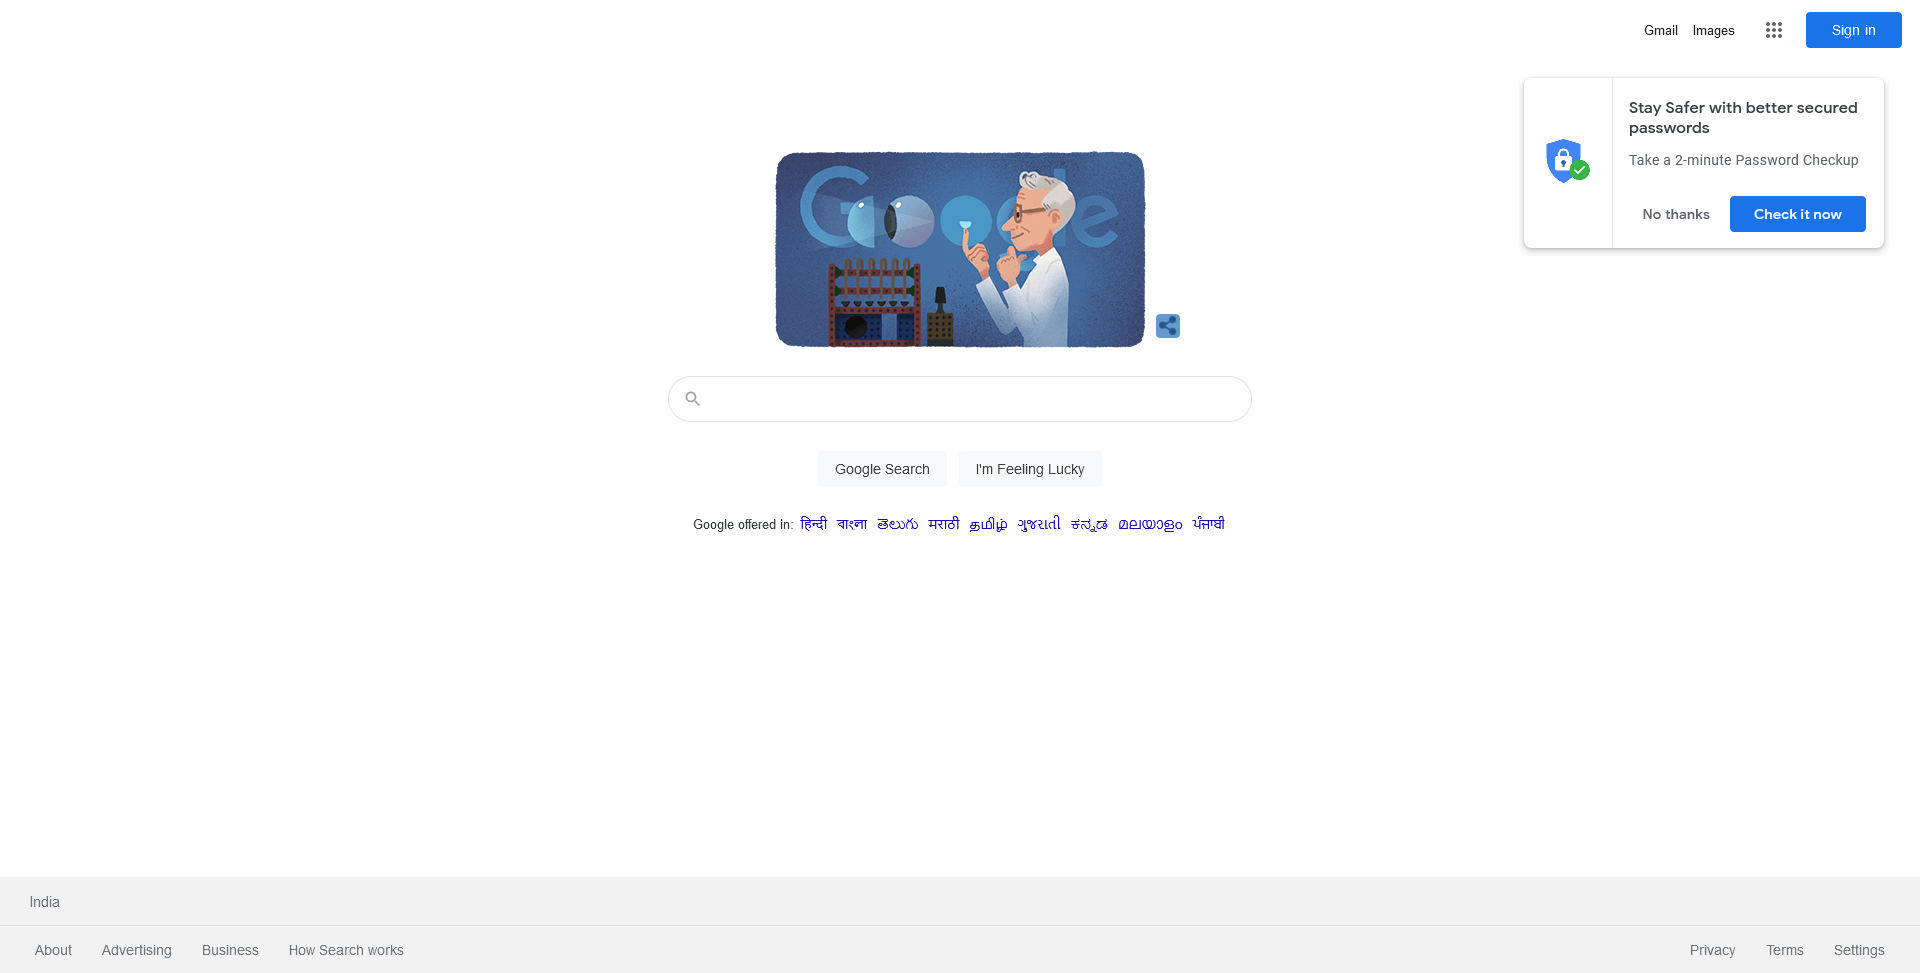 Gmail Images Sign in
Stay Safer with better secured
passwords
Take a 2-minute Password Checkup
No thanks Check it now
Google
Google Search I'm Feeling Lucky
Google offered in: हिन्दी বাংলা తెలుగు मराठी தமிழ் ગુજરાતી ಕನ್ನಡ മലയാളം ਪੰਜਾਬੀ
India
About Advertising Business How Search works Privacy Terms Settings